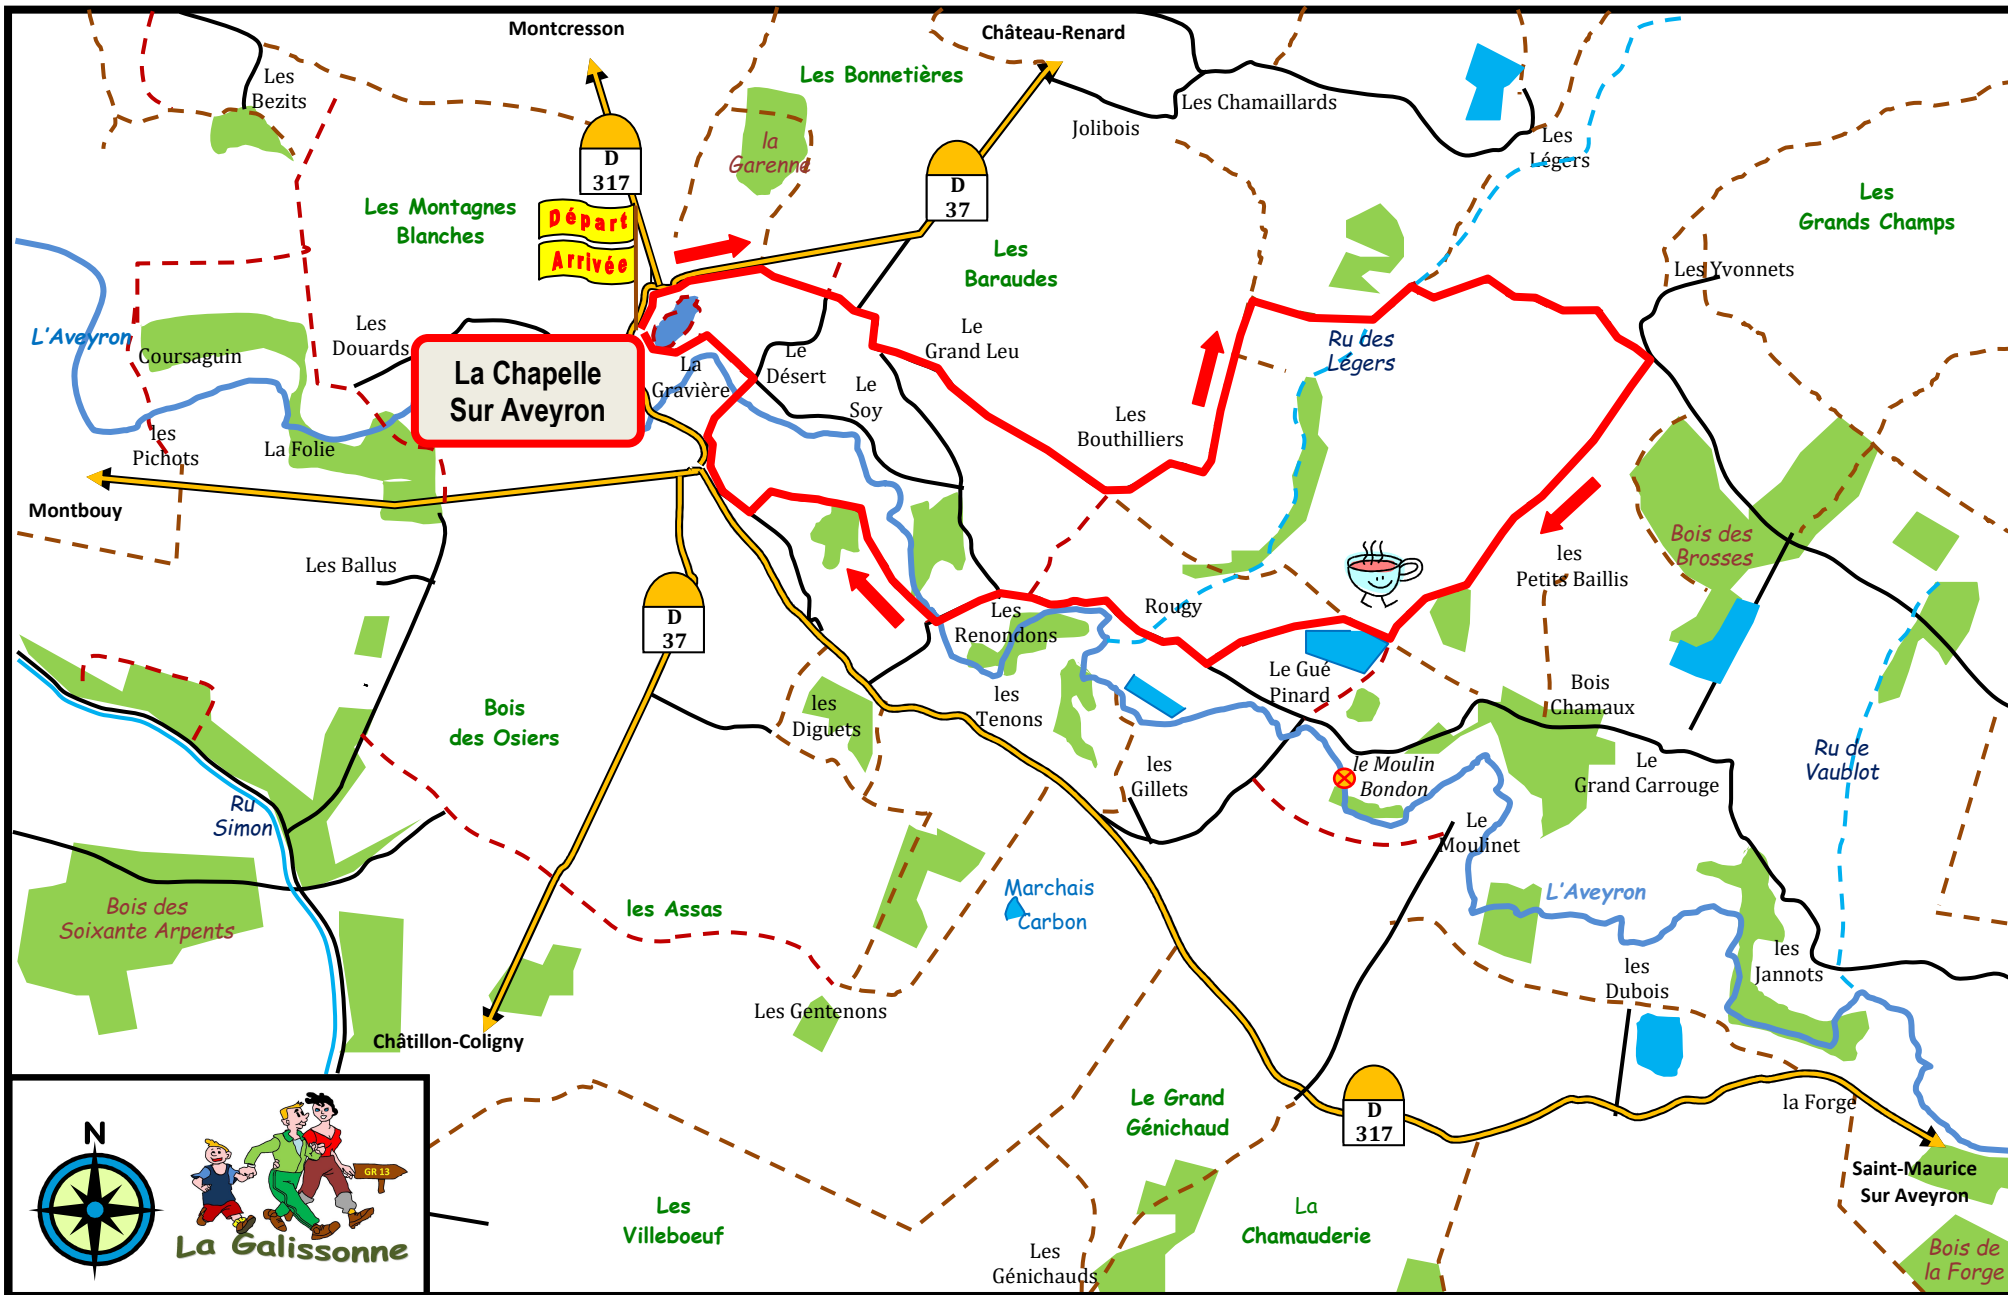 Montcresson
Château-Renard
Les
Bezits
Les Bonnetières
Les Chamaillards
Jolibois
Les
Légers
la
Garenne
D
317
D
37
Les Montagnes
Blanches
Départ
Arrivée
Les
Baraudes
Les
Grands Champs
Les Yvonnets
L'Aveyron
Coursaguin
Les
Douards
La Chapelle
Sur Aveyron
La
Gravière
Le
Désert
Le
Soy
Le
Grand Leu
Ru des
Légers
Les
Bouthilliers
les
Pichots
La Folie
Montbouy
Les Ballus
Bois des
Brosses
les
Petits Baillis
D
37
Les
Renondons
Rougy
Le Gué
Pinard
Bois
Chamaux
les
Diguets
les
Tenons
Bois
des Osiers
les
Gillets
le Moulin
Bondon
Le
Grand Carrouge
Ru de
Vaublot
Ru
Simon
Le
Moulinet
Bois des
Soixante Arpents
les Assas
Marchais
Carbon
L'Aveyron
les
Jannots
les
Dubois
Les Gentenons
Châtillon-Coligny
Le Grand
Génichaud
D
317
la Forge
Saint-Maurice
Sur Aveyron
N
GR 13
La Galissonne
Les
Villeboeuf
La
Chamauderie
Les
Génichauds
Bois de
la Forge